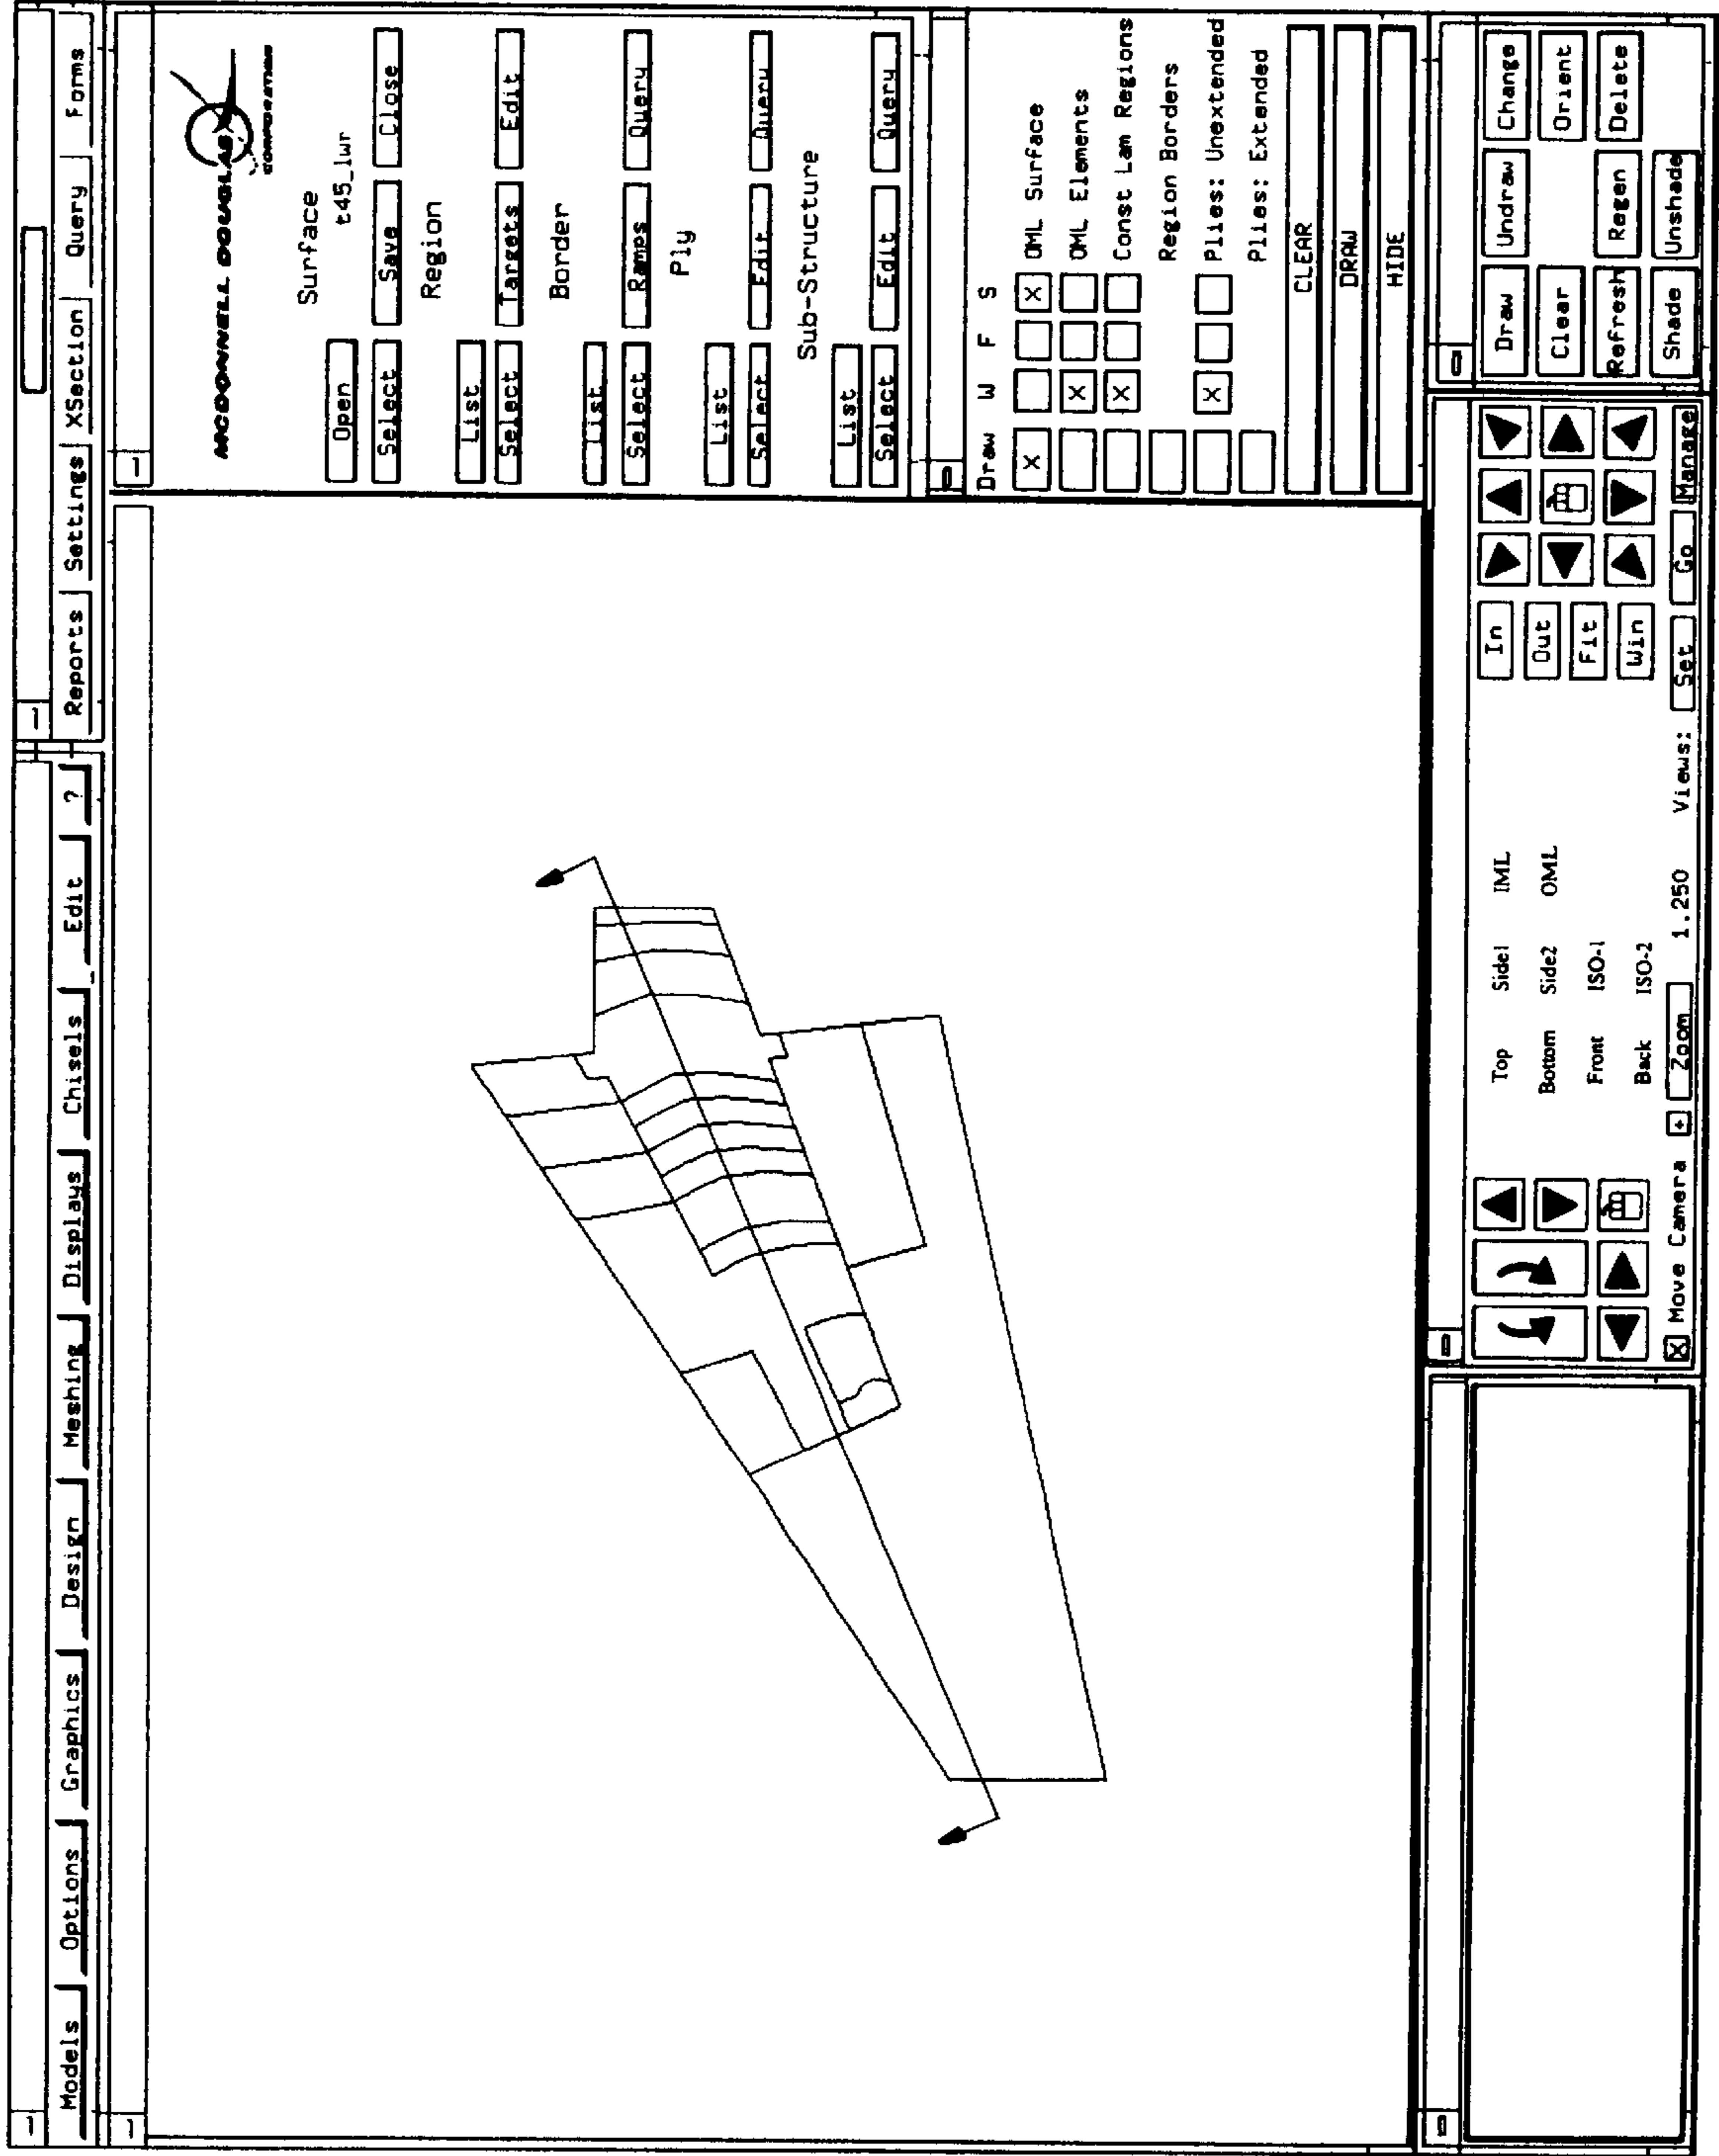 Models Options Graphics Design Meshing Displays Chisels Edit ?
Reports Settings XSection Query Forms
MCDONNELL DOUGLAS
COMPOSITES
Surface
Open t45_lwr
Select Save Close
Region
List
Select Targets Edit
Border
List
Select Ramps Query
Ply
List
Select Edit Query
Sub-Structure
List
Select Edit Query
Draw W F S
X X OML Surface
X OML Elements
X Const Lam Regions
Region Borders
X Plies: Unextended
Plies: Extended
CLEAR
DRAW
HIDE
Top Side1 IML In
Bottom Side2 OML Out
Front ISO-1 Fit
Back ISO-2 Win
X Move Camera + Zoom 1.250 Views: Set Go Manage
Draw Undraw Change
Clear Orient
Refresh Regen Delete
Shade Unshade